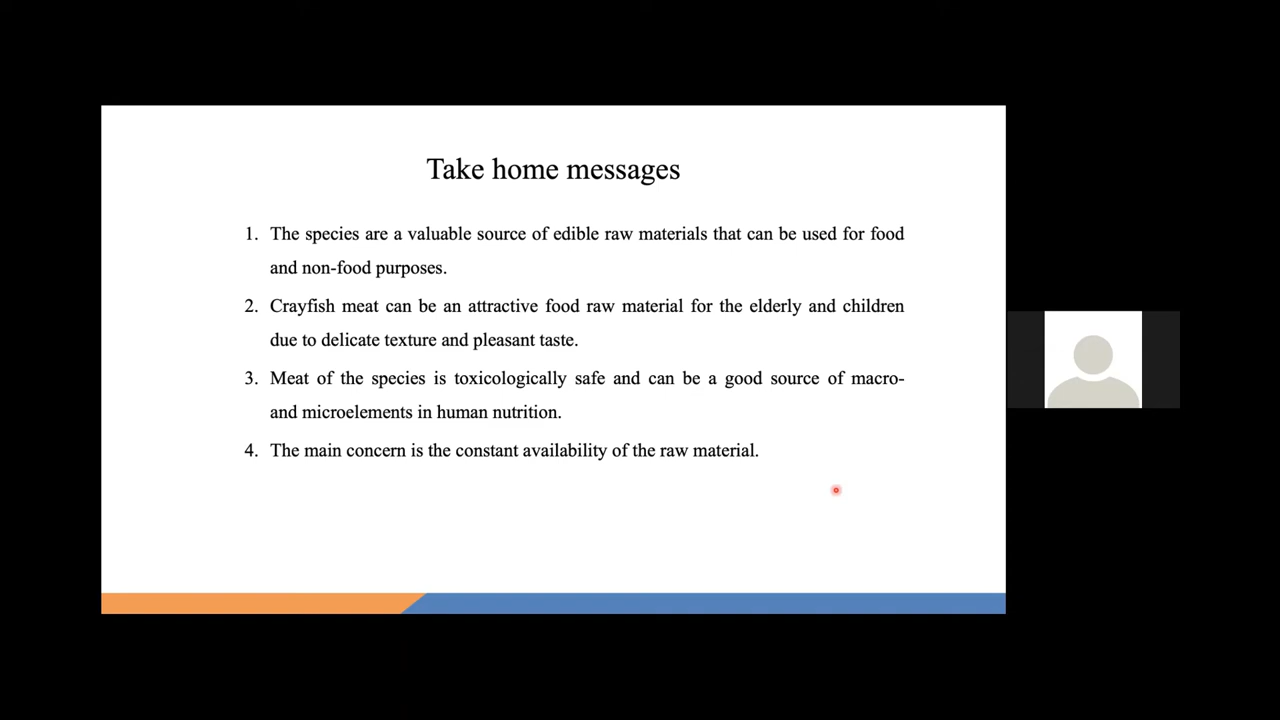 Take home messages
1. The species are a valuable source of edible raw materials that can be used for food
and non-food purposes.
2. Crayfish meat can be an attractive food raw material for the elderly and children
due to delicate texture and pleasant taste.
3. Meat of the species is toxicologically safe and can be a good source of macro-
and microelements in human nutrition.
4. The main concern is the constant availability of the raw material.